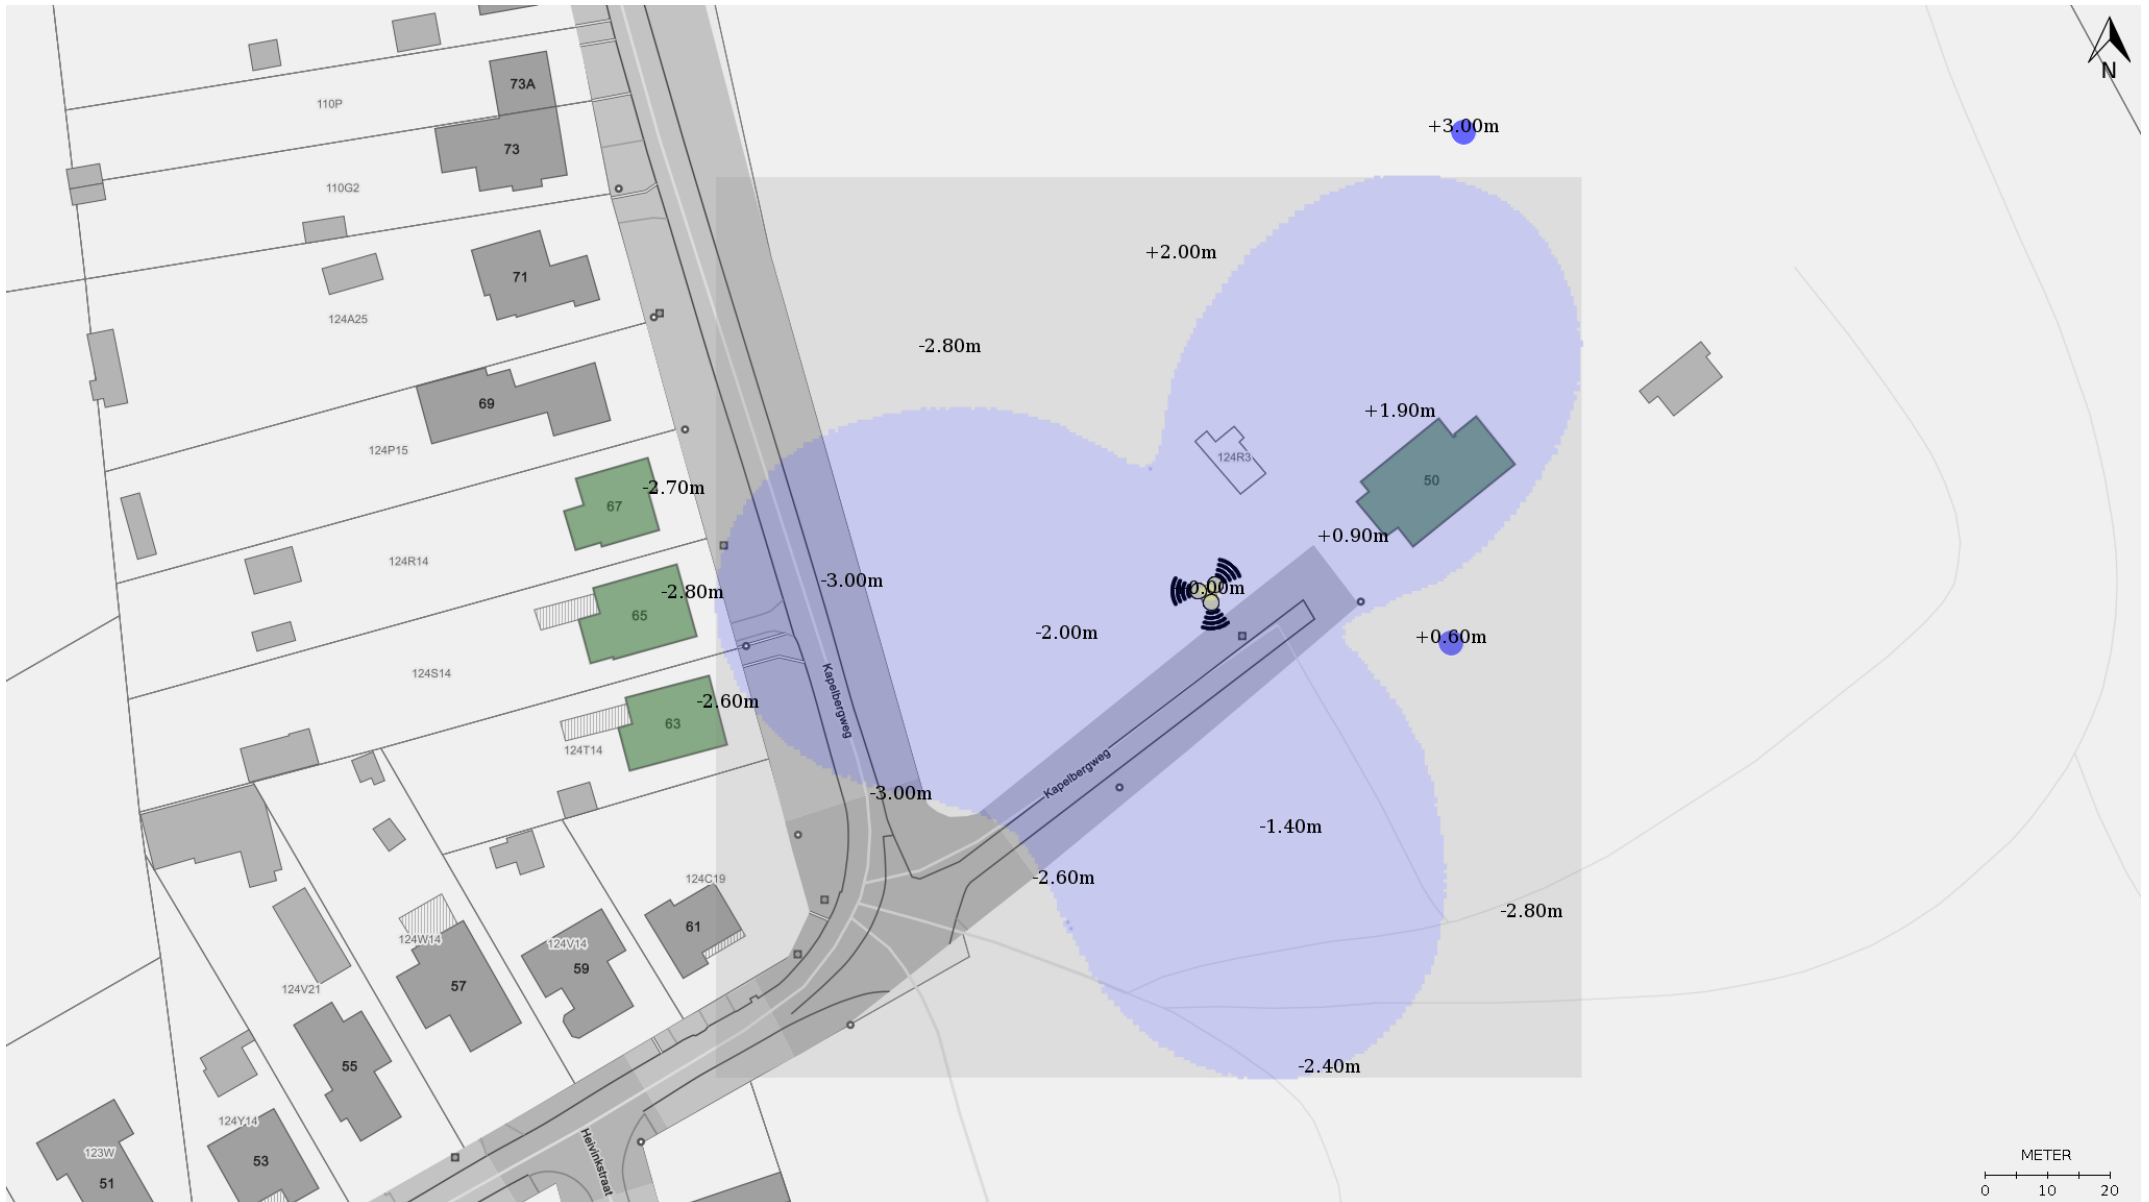 73A
N
110P
+3.00m
73
110G2
+2.00m
71
124A25
-2.80m
69
+1.90m
124P15
124R3
50
-2.70m
67
+0.90m
124R14
-3.00m
+0.00m
-2.80m
65
-2.00m
+0.60m
124S14
Kapelbergweg
-2.60m
63
124T14
Kapelbergweg
-3.00m
-1.40m
124C19
-2.60m
61
-2.80m
124W14
124V14
59
57
124V21
55
-2.40m
124Y14
123W
53
51
Heivinkstraat
METER
0 10 20